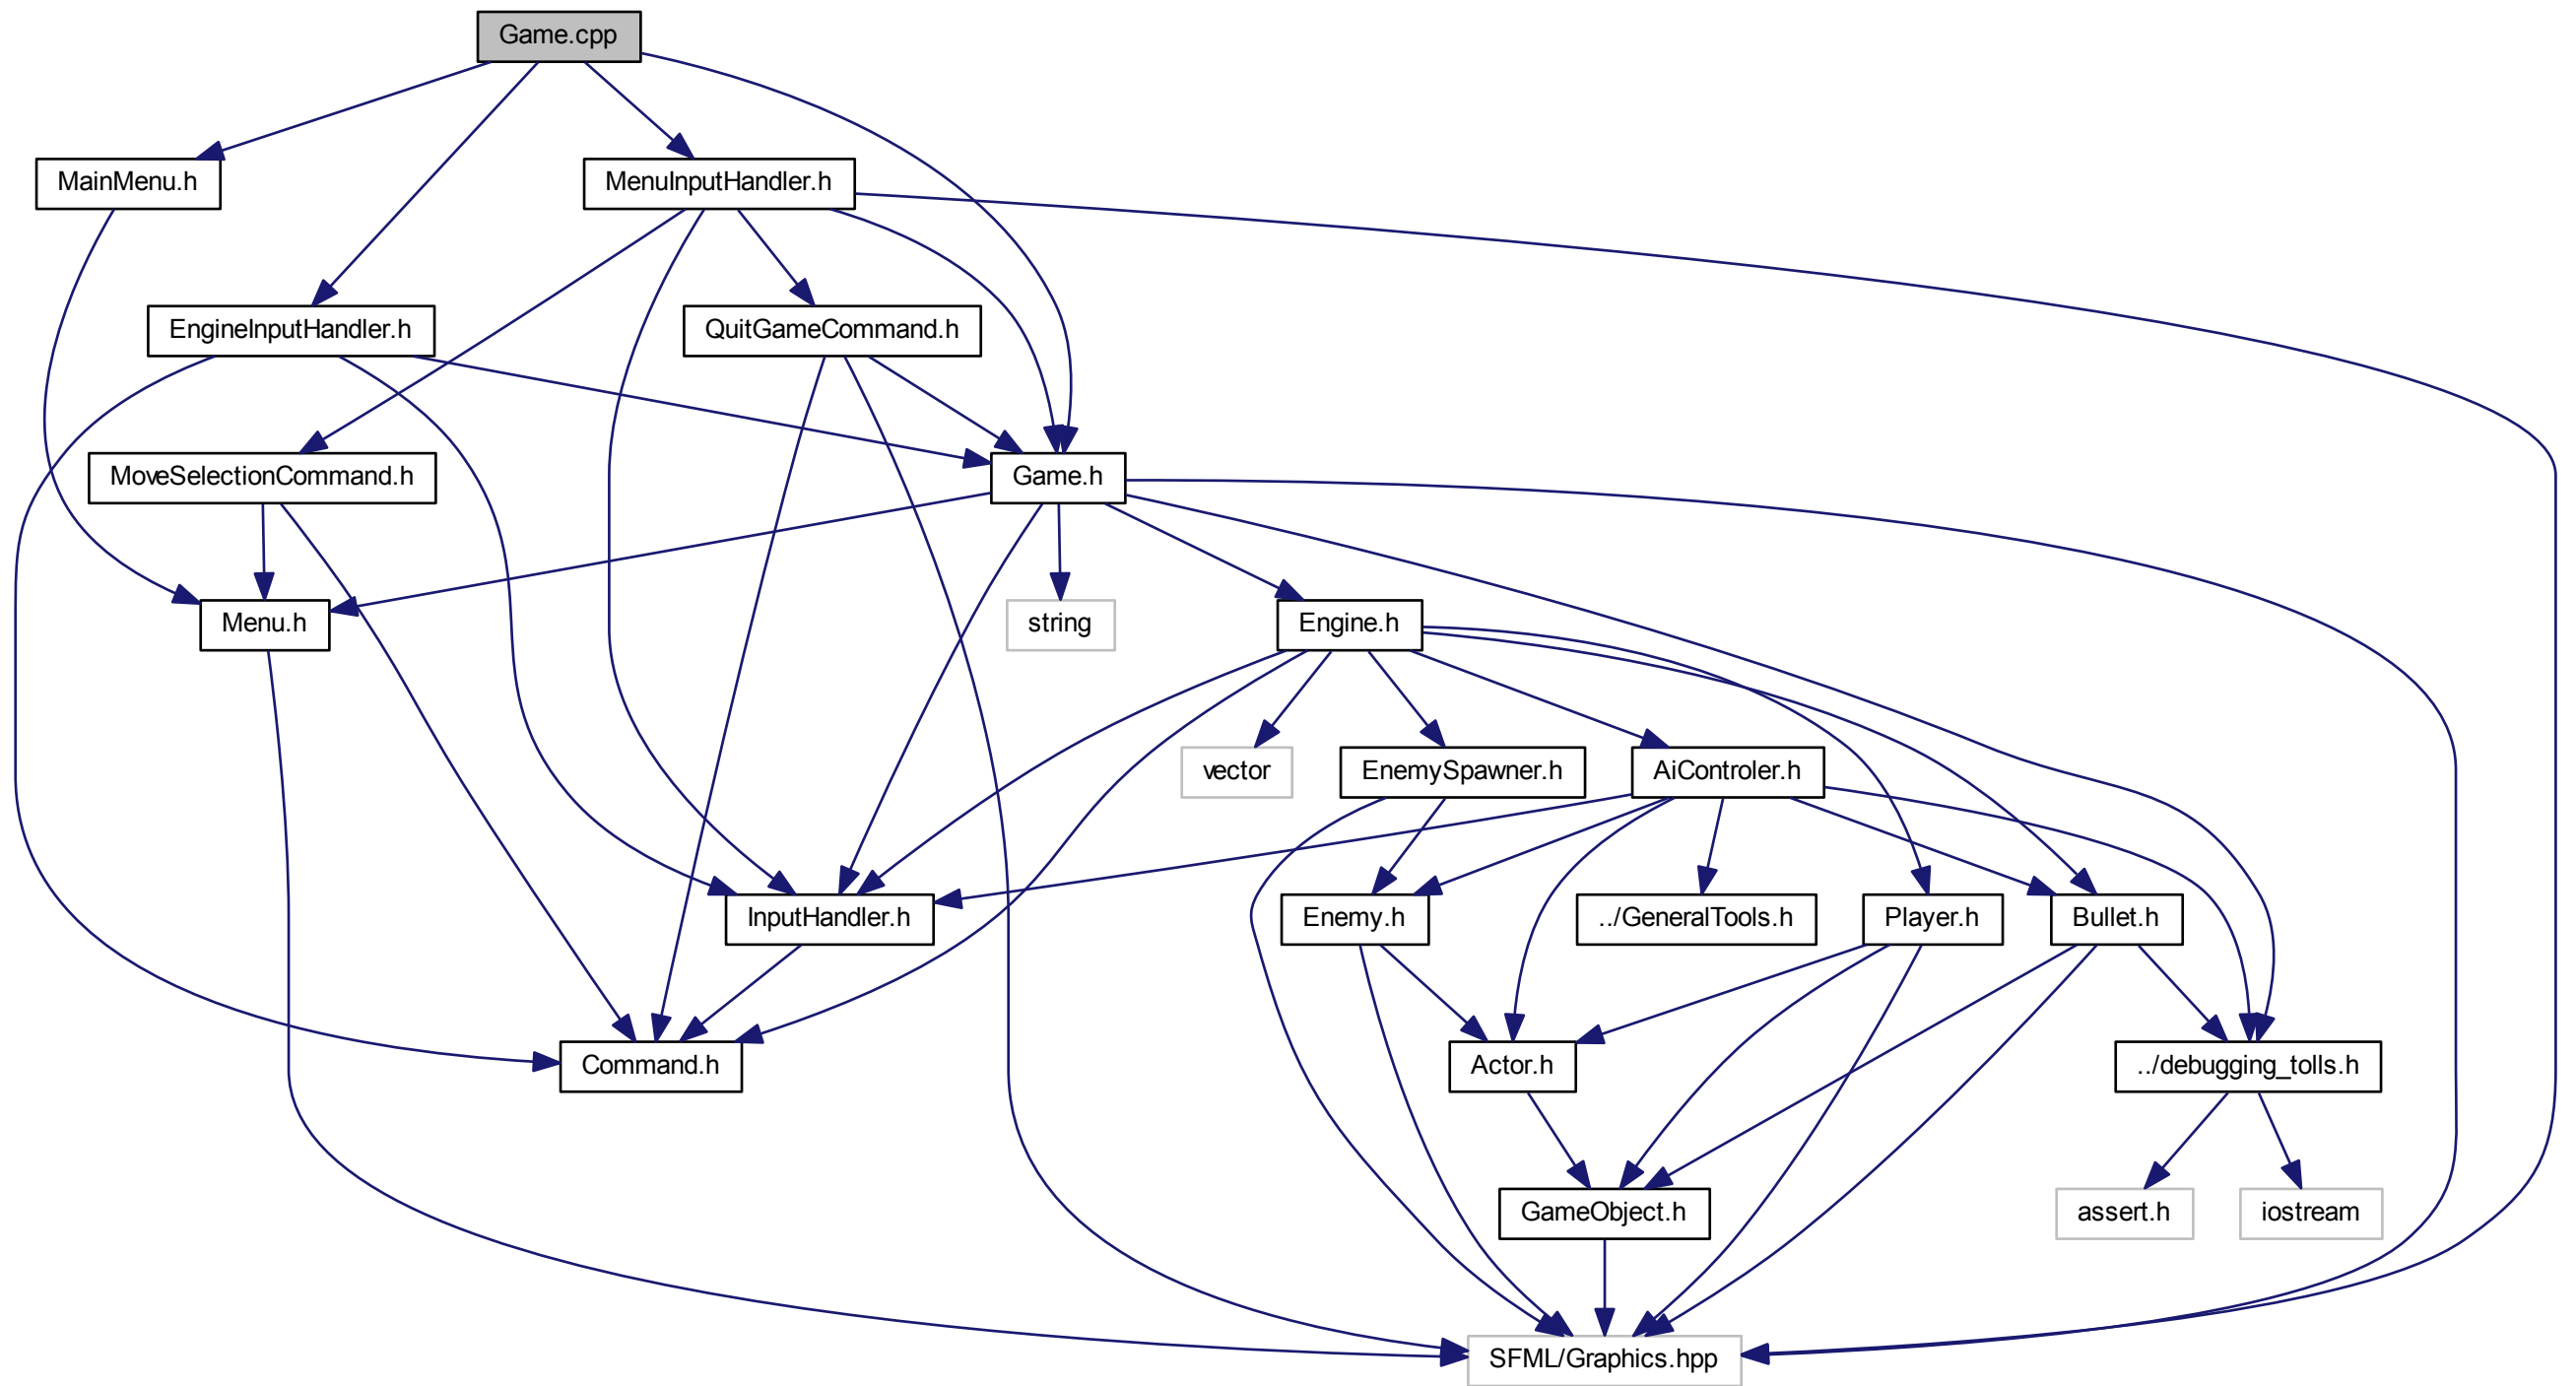 Game.cpp
MainMenu.h
MenuInputHandler.h
EngineInputHandler.h
QuitGameCommand.h
MoveSelectionCommand.h
Game.h
Menu.h
string
Engine.h
vector
EnemySpawner.h
AiControler.h
InputHandler.h
Enemy.h
../GeneralTools.h
Player.h
Bullet.h
Command.h
Actor.h
../debugging_tolls.h
GameObject.h
assert.h
iostream
SFML/Graphics.hpp